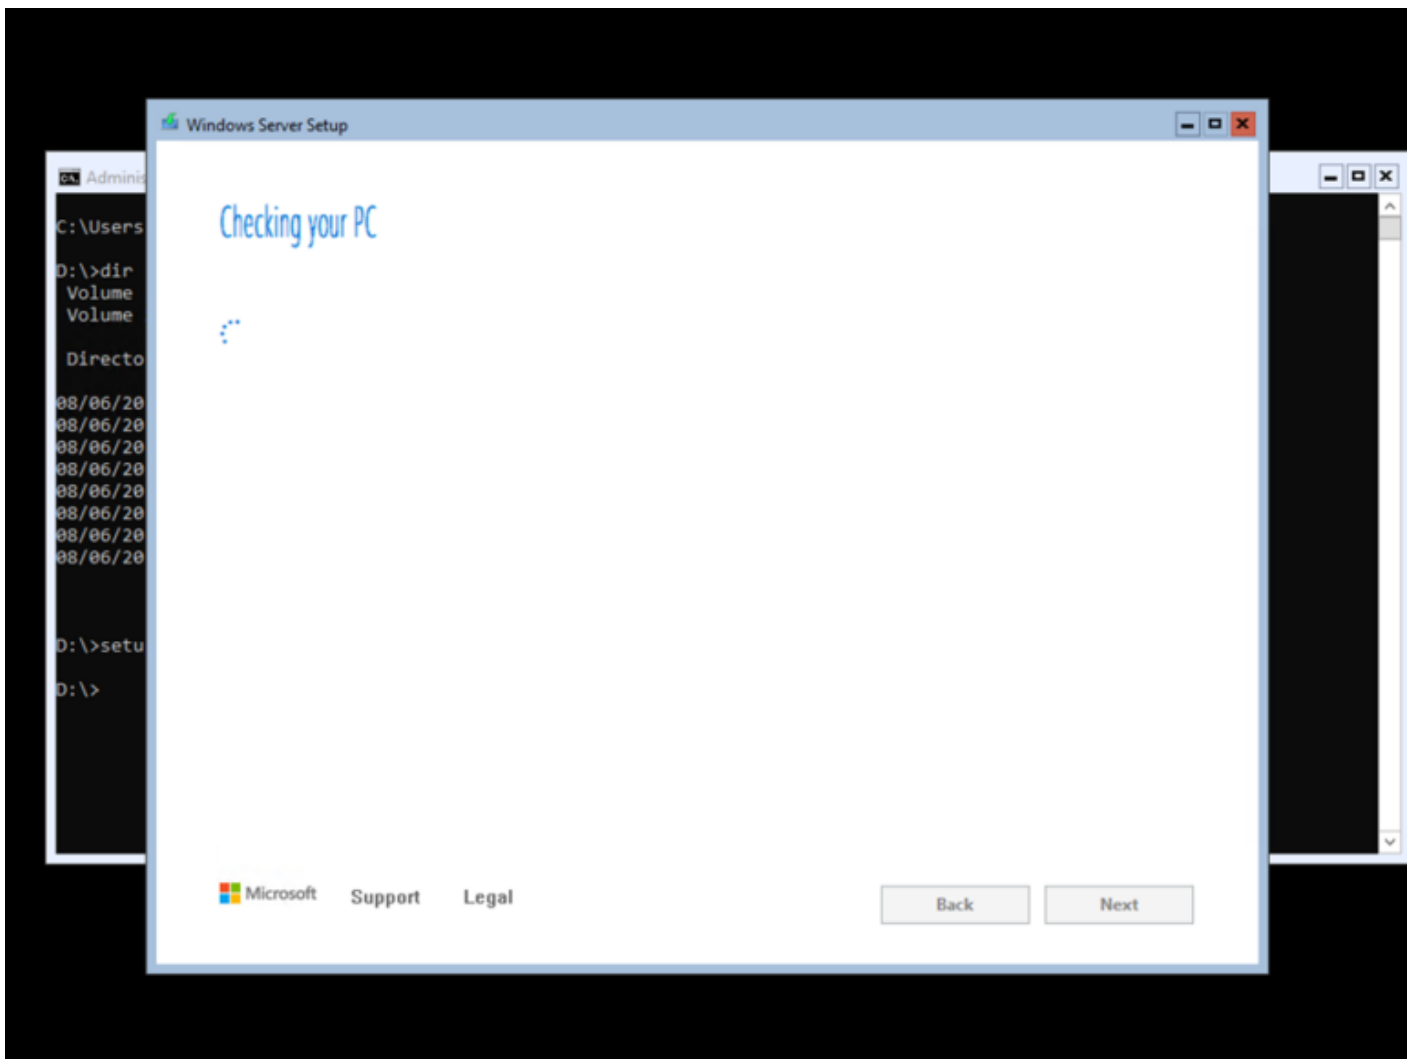 Windows Server Setup
Adminis
C:\Users
D:\>dir
Volume
Volume
Directo
08/06/20
08/06/20
08/06/20
08/06/20
08/06/20
08/06/20
08/06/20
08/06/20
D:\>setu
D:\>
Checking your PC
Microsoft
Support
Legal
Back
Next